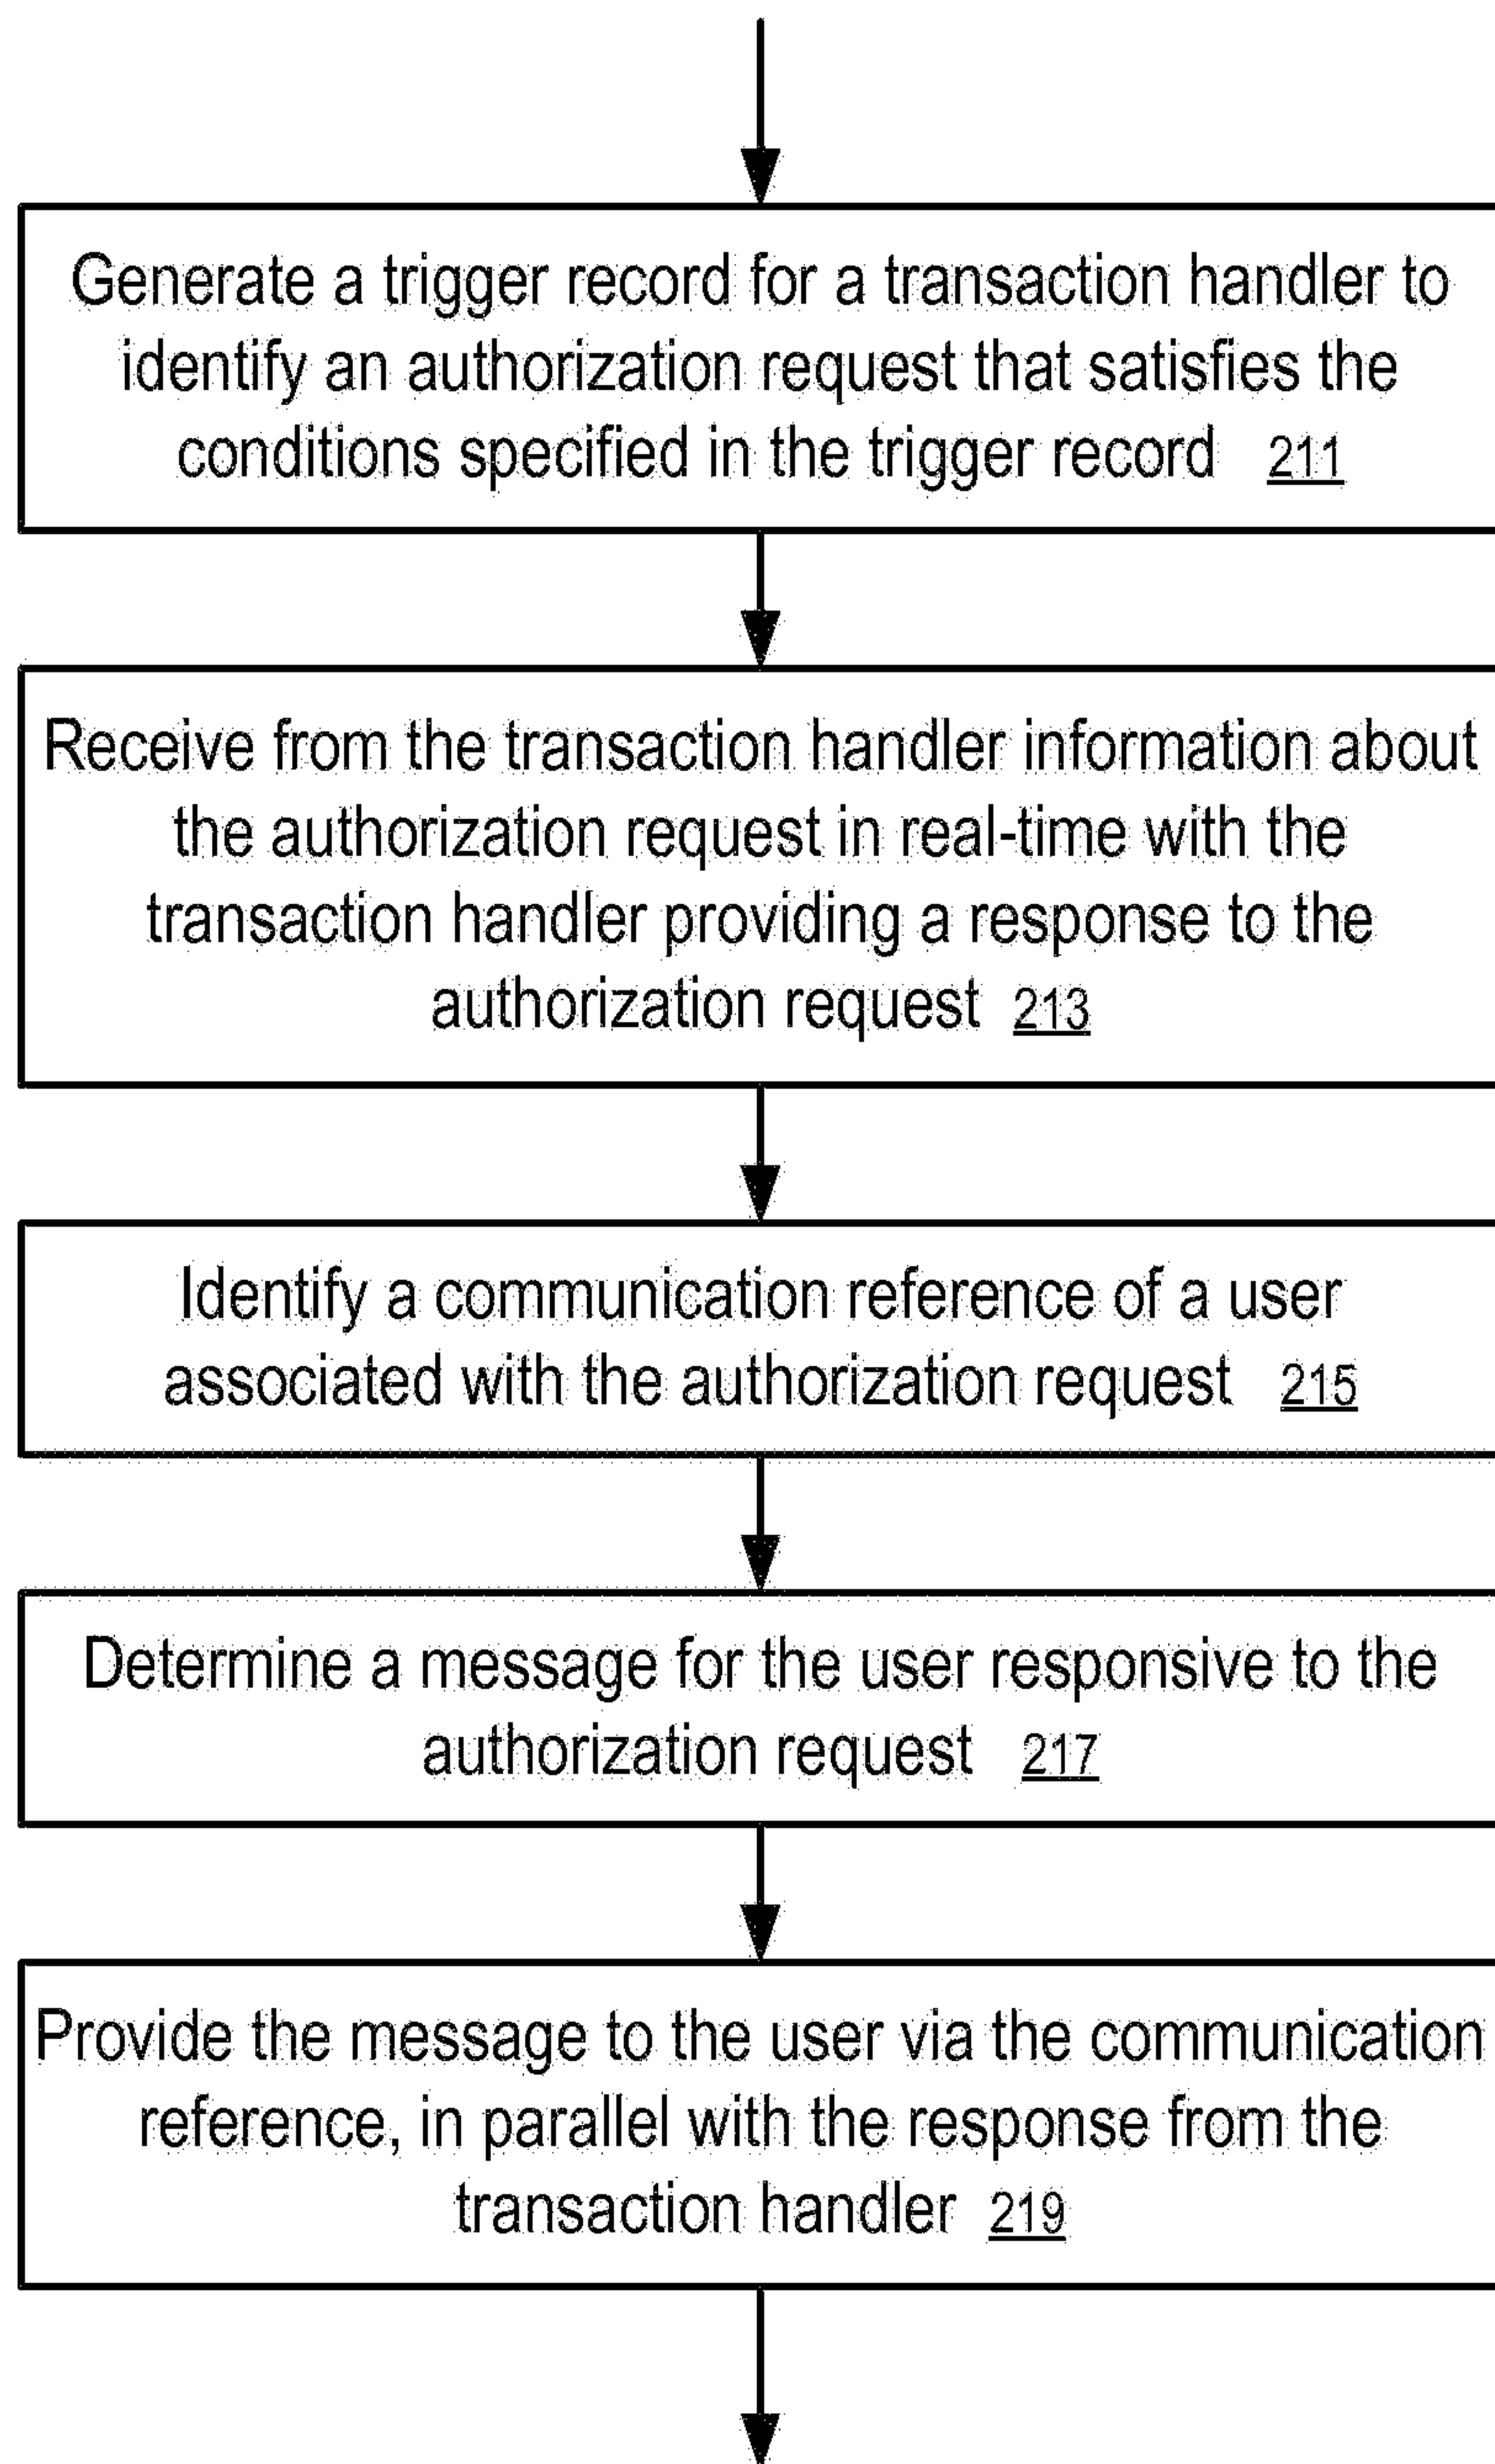 Generate a trigger record for a transaction handler to
identify an authorization request that satisfies the
conditions specified in the trigger record 211
Receive from the transaction handler information about
the authorization request in real-time with the
transaction handler providing a response to the
authorization request 213
Identify a communication reference of a user
associated with the authorization request 215
Determine a message for the user responsive to the
authorization request 217
Provide the message to the user via the communication
reference, in parallel with the response from the
transaction handler 219